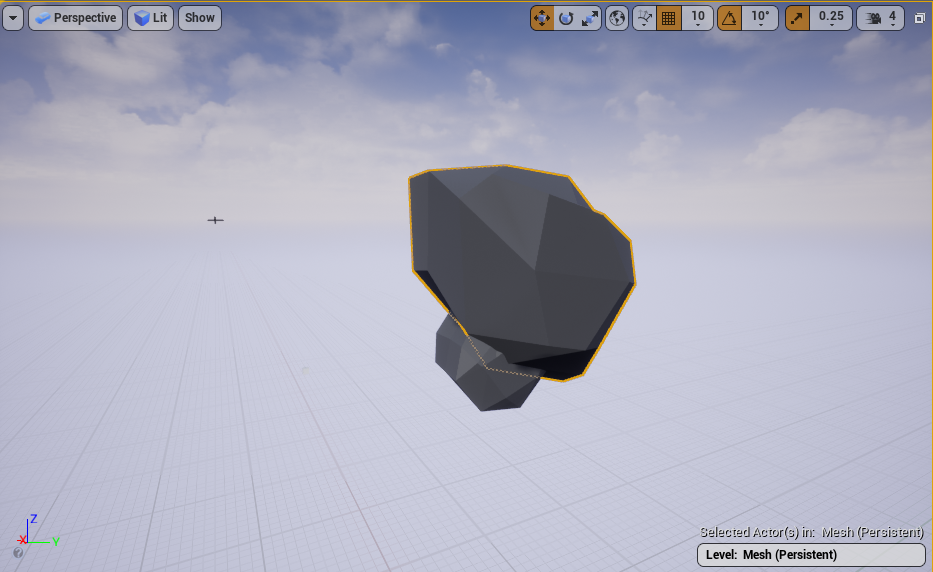 Perspective Lit Show 10 10° 0.25 4
Z
X Y
?
Selected Actor(s) in: Mesh (Persistent)
Level: Mesh (Persistent)